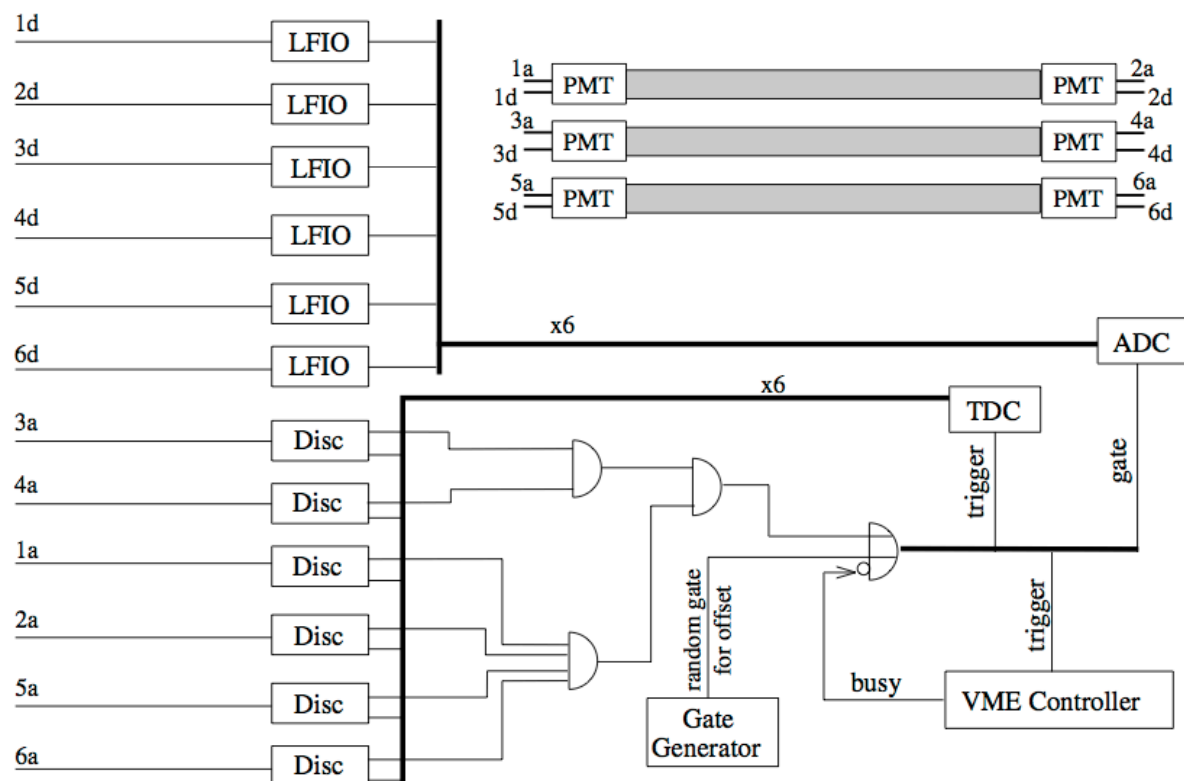 1d
LFIO
2d
LFIO
3d
LFIO
4d
LFIO
5d
LFIO
6d
LFIO
1a
1d
PMT
PMT
2a
2d
3a
3d
PMT
PMT
4a
4d
5a
5d
PMT
PMT
6a
6d
x6
ADC
x6
TDC
3a
Disc
4a
Disc
1a
Disc
2a
Disc
5a
Disc
6a
Disc
trigger
gate
random gate
for offset
trigger
busy
Gate
Generator
VME Controller